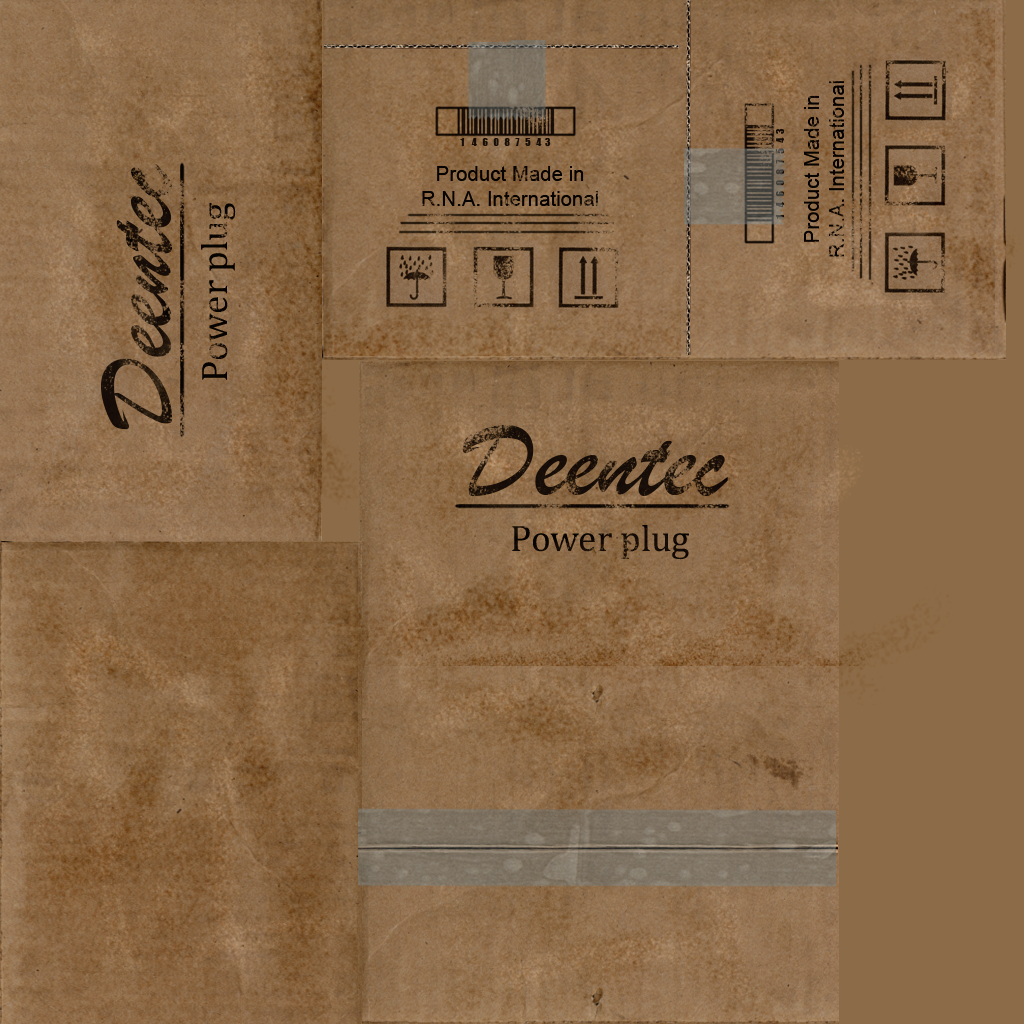 146087543
Product Made in
R.N.A. International
146087543
Product Made in
R.N.A. International
Deentec
Power plug
Deentec
Power plug